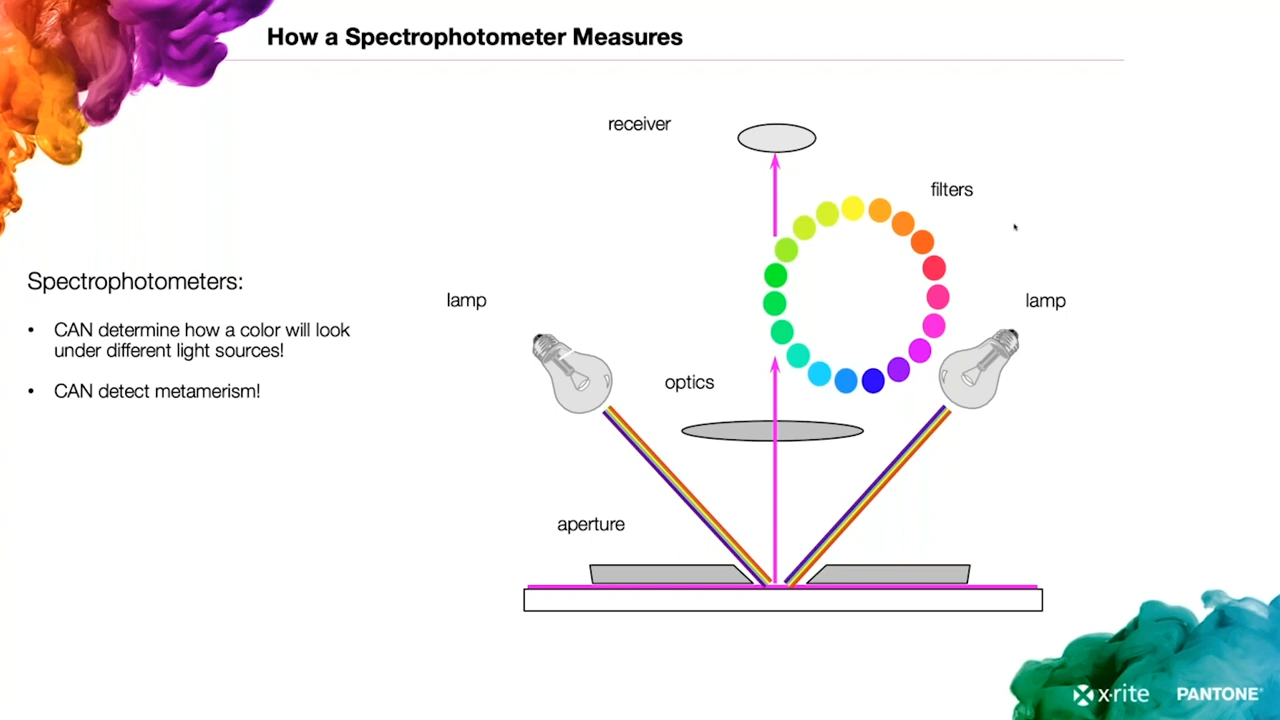 How a Spectrophotometer Measures
receiver
filters
Spectrophotometers:
lamp
lamp
• CAN determine how a color will look
under different light sources!
optics
• CAN detect metamerism!
aperture
x·rite PANTONE®